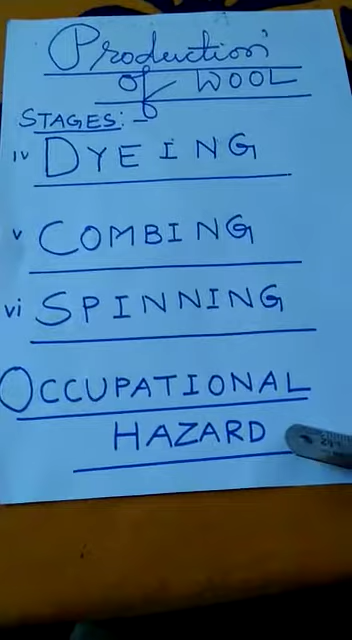 Production
of WOOL
STAGES:-
iv DYEING
v COMBING
vi SPINNING
OCCUPATIONAL
HAZARD